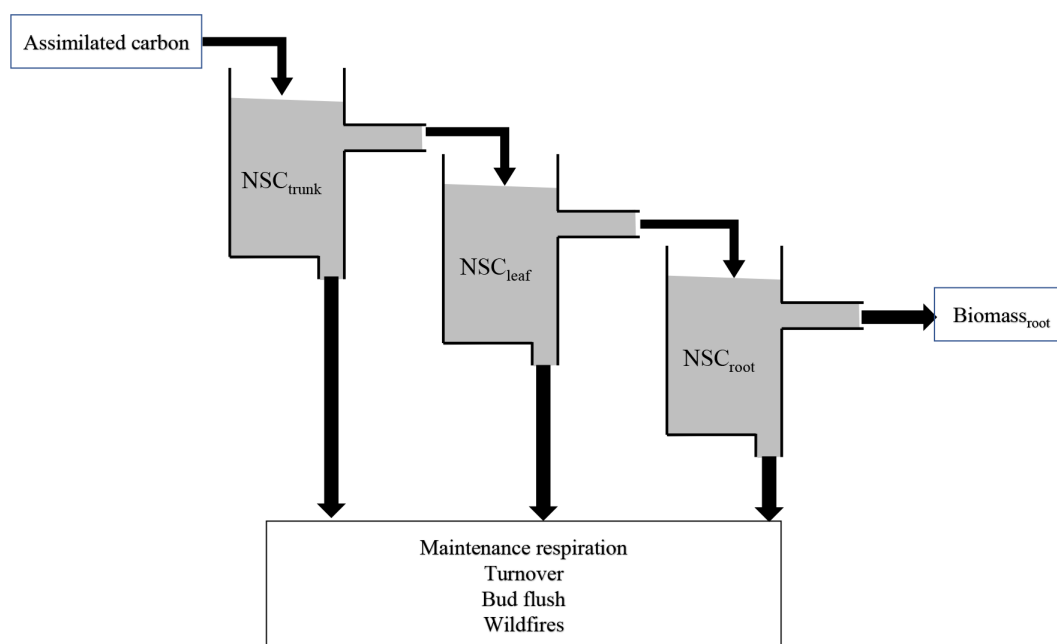 Assimilated carbon
NSCtrunk
NSCleaf
NSCroot
Biomassroot
Maintenance respiration
Turnover
Bud flush
Wildfires